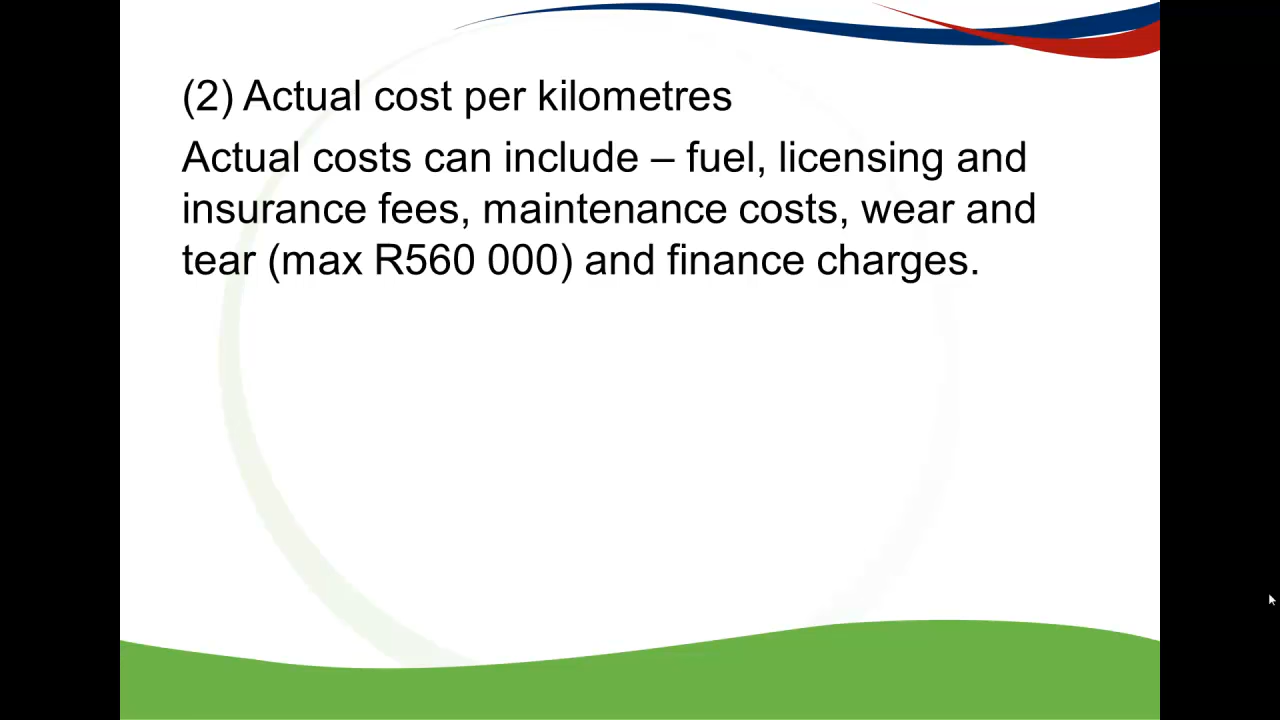 (2) Actual cost per kilometres
Actual costs can include – fuel, licensing and
insurance fees, maintenance costs, wear and
tear (max R560 000) and finance charges.